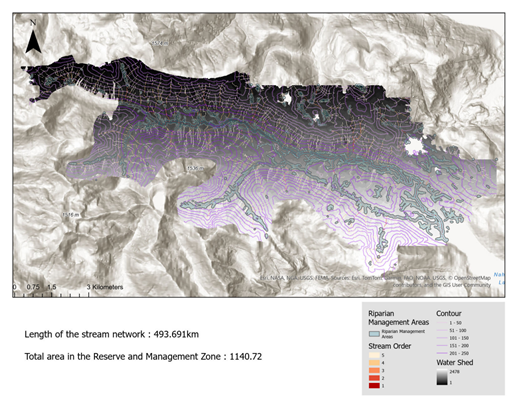 N
1516 m
0 0.75 1.5 3 Kilometers
Esri, NASA, NGA, USGS, FEMA, Sources: Esri, TomTom, Garmin, FAO, NOAA, USGS, © OpenStreetMap
contributors, and the GIS User Community
Length of the stream network : 493.691km
Total area in the Reserve and Management Zone : 1140.72
Riparian
Management Areas
Riparian Management
Areas
Stream Order
5
4
3
2
1
Contour
1 - 50
51 - 100
101 - 150
151 - 200
201 - 250
Water Shed
2478
1